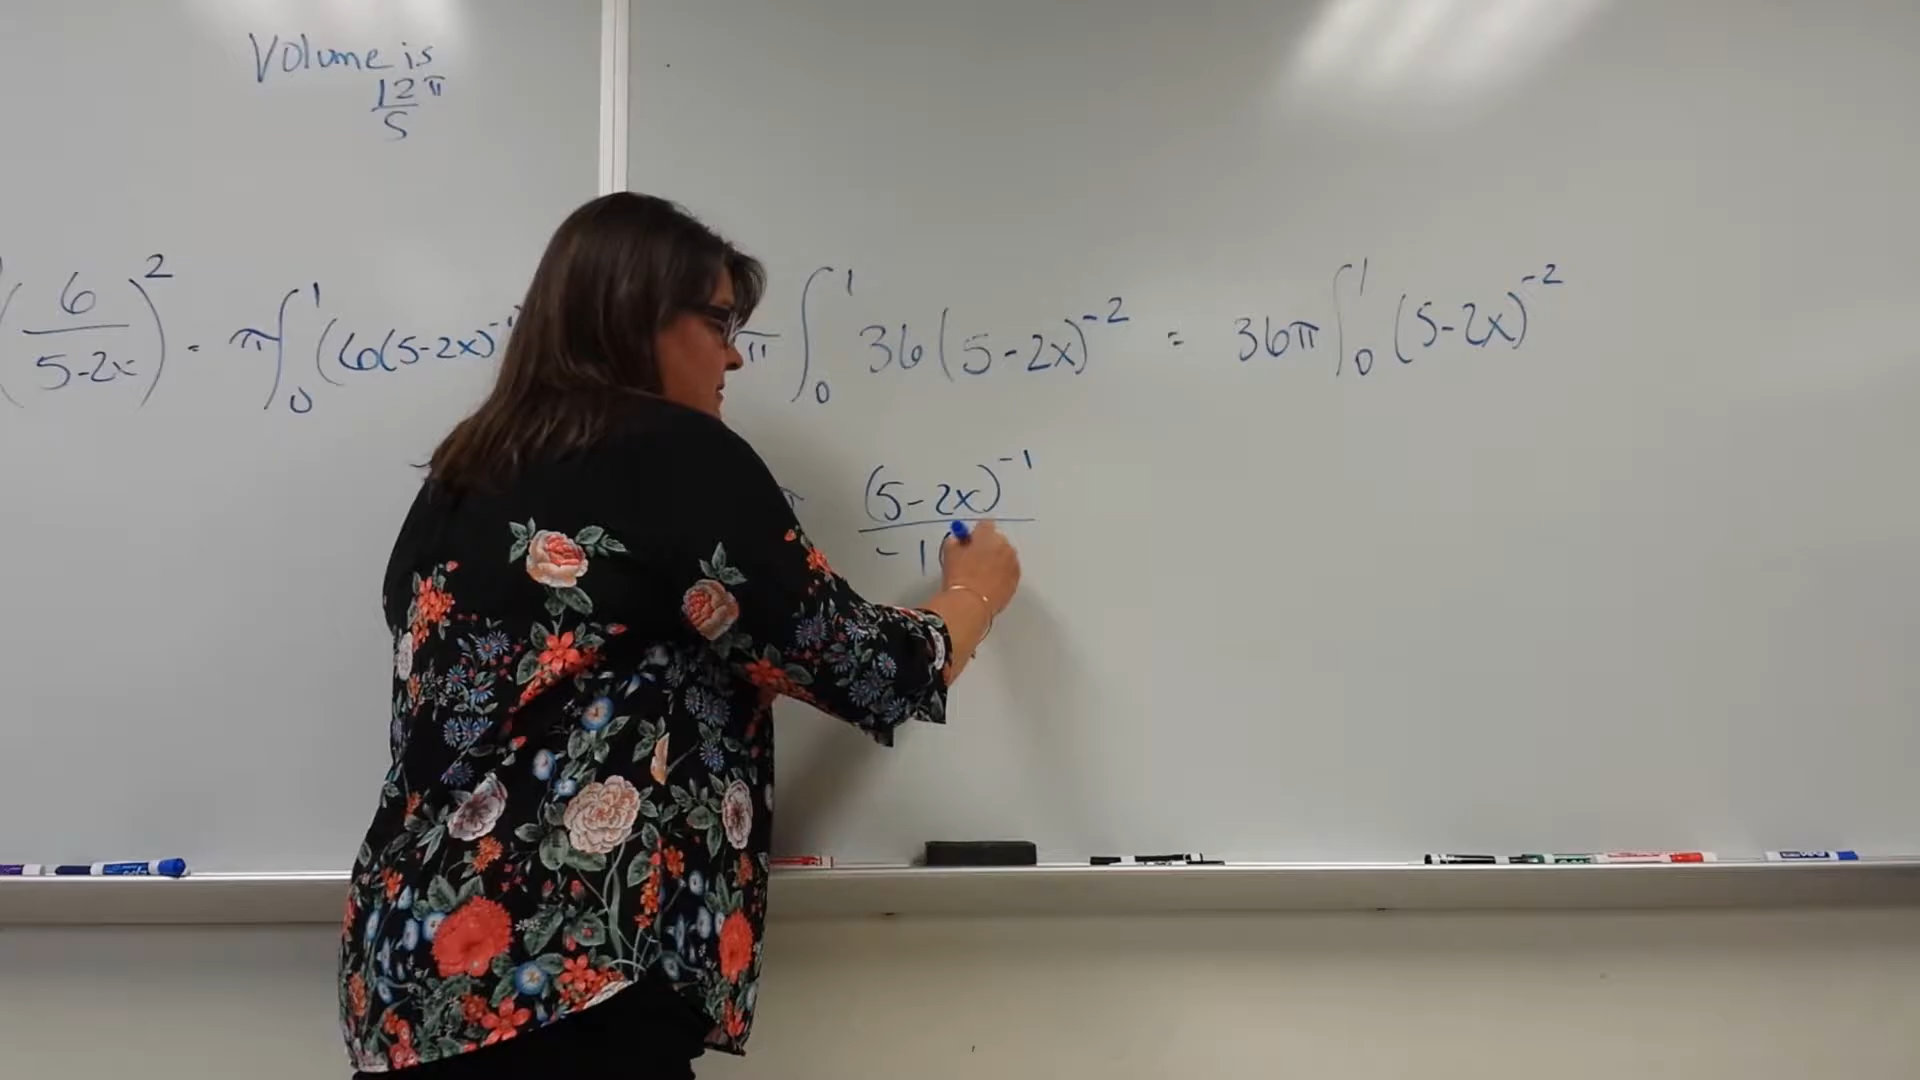 Volume is
12π
5
(6/(5-2x))² = π∫₀¹ (6(5-2x)⁻¹ π∫₀¹ 36(5-2x)⁻² = 36π∫₀¹ (5-2x)⁻²
(5-2x)⁻¹
-1(